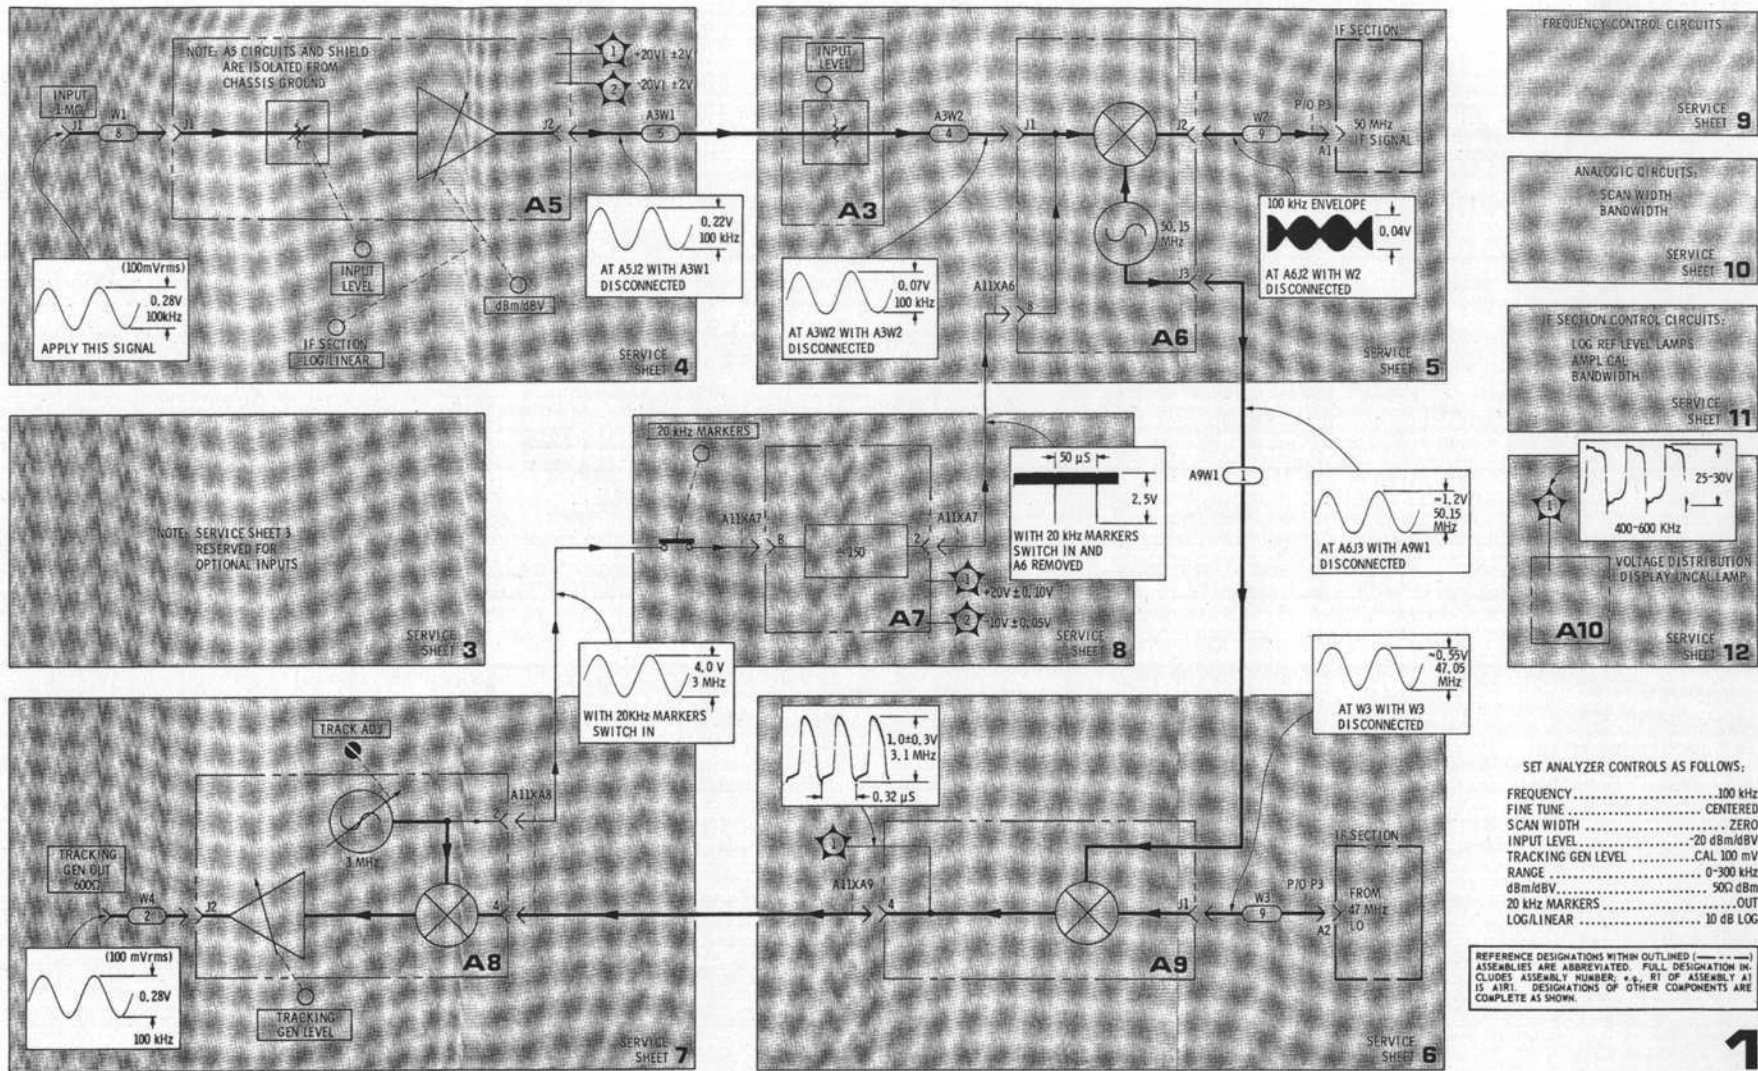 NOTE: A5 CIRCUITS AND SHIELD
ARE ISOLATED FROM
CHASSIS GROUND
1
+20VI ±2V
2
-20VI ±2V
INPUT
1 MΩ
J1
W1
8
J1
J2
A3W1
5
A5
0.22V
100 kHz
AT A5J2 WITH A3W1
DISCONNECTED
INPUT
LEVEL
dBm/dBV
IF SECTION
LOG/LINEAR
(100mVrms)
0.28V
100kHz
APPLY THIS SIGNAL
SERVICE
SHEET 4
INPUT
LEVEL
A3
A3W2
4
J1
J2
50.15
MHz
J3
A11XA6
8
A6
0.07V
100 kHz
AT A3W2 WITH A3W2
DISCONNECTED
W2
9
P/O P3
A1
IF SECTION
50 MHz
IF SIGNAL
100 kHz ENVELOPE
0.04V
AT A6J2 WITH W2
DISCONNECTED
SERVICE
SHEET 5
FREQUENCY CONTROL CIRCUITS
SERVICE
SHEET 9
ANALOGIC CIRCUITS:
SCAN WIDTH
BANDWIDTH
SERVICE
SHEET 10
IF SECTION CONTROL CIRCUITS:
LOG REF LEVEL LAMPS
AMPL CAL
BANDWIDTH
SERVICE
SHEET 11
1
25-30V
400-600 KHz
VOLTAGE DISTRIBUTION
DISPLAY UNCAL LAMP
A10
SERVICE
SHEET 12
NOTE: SERVICE SHEET 3
RESERVED FOR
OPTIONAL INPUTS
SERVICE
SHEET 3
20 kHz MARKERS
A11XA7
8
÷ 150
2
A11XA7
A7
1
+20V ± 0.10V
2
-10V ± 0.05V
SERVICE
SHEET 8
50 µS
2.5V
WITH 20 kHz MARKERS
SWITCH IN AND
A6 REMOVED
A9W1
1
≈1.2V
50.15
MHz
AT A6J3 WITH A9W1
DISCONNECTED
4.0 V
3 MHz
WITH 20KHz MARKERS
SWITCH IN
≈0.55V
47.05
MHz
AT W3 WITH W3
DISCONNECTED
TRACK ADJ
3 MHz
2
A11XA8
TRACKING
GEN OUT
600Ω
W4
2
J2
4
A8
(100 mVrms)
0.28V
100 kHz
TRACKING
GEN LEVEL
SERVICE
SHEET 7
1.0±0.3V
3.1 MHz
0.32 µS
1
A11XA9
4
J1
A9
W3
9
P/O P3
A2
IF SECTION
FROM
47 MHz
LO
SERVICE
SHEET 6
SET ANALYZER CONTROLS AS FOLLOWS:
FREQUENCY ........................ 100 kHz
FINE TUNE ........................ CENTERED
SCAN WIDTH ........................ ZERO
INPUT LEVEL ........................ -20 dBm/dBV
TRACKING GEN LEVEL ............ CAL 100 mV
RANGE ........................ 0-300 kHz
dBm/dBV ........................ 50Ω dBm
20 kHz MARKERS ........................ OUT
LOG/LINEAR ........................ 10 dB LOG
REFERENCE DESIGNATIONS WITHIN OUTLINED (— - - —)
ASSEMBLIES ARE ABBREVIATED. FULL DESIGNATION IN-
CLUDES ASSEMBLY NUMBER; e.g., R1 OF ASSEMBLY A1
IS A1R1. DESIGNATIONS OF OTHER COMPONENTS ARE
COMPLETE AS SHOWN.
1